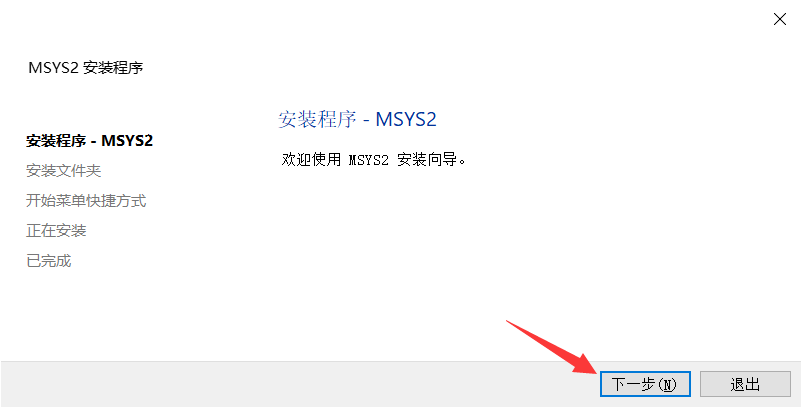 MSYS2 安装程序
安装程序 - MSYS2
安装文件夹
开始菜单快捷方式
正在安装
已完成
安装程序 - MSYS2
欢迎使用 MSYS2 安装向导。
下一步(N)
退出